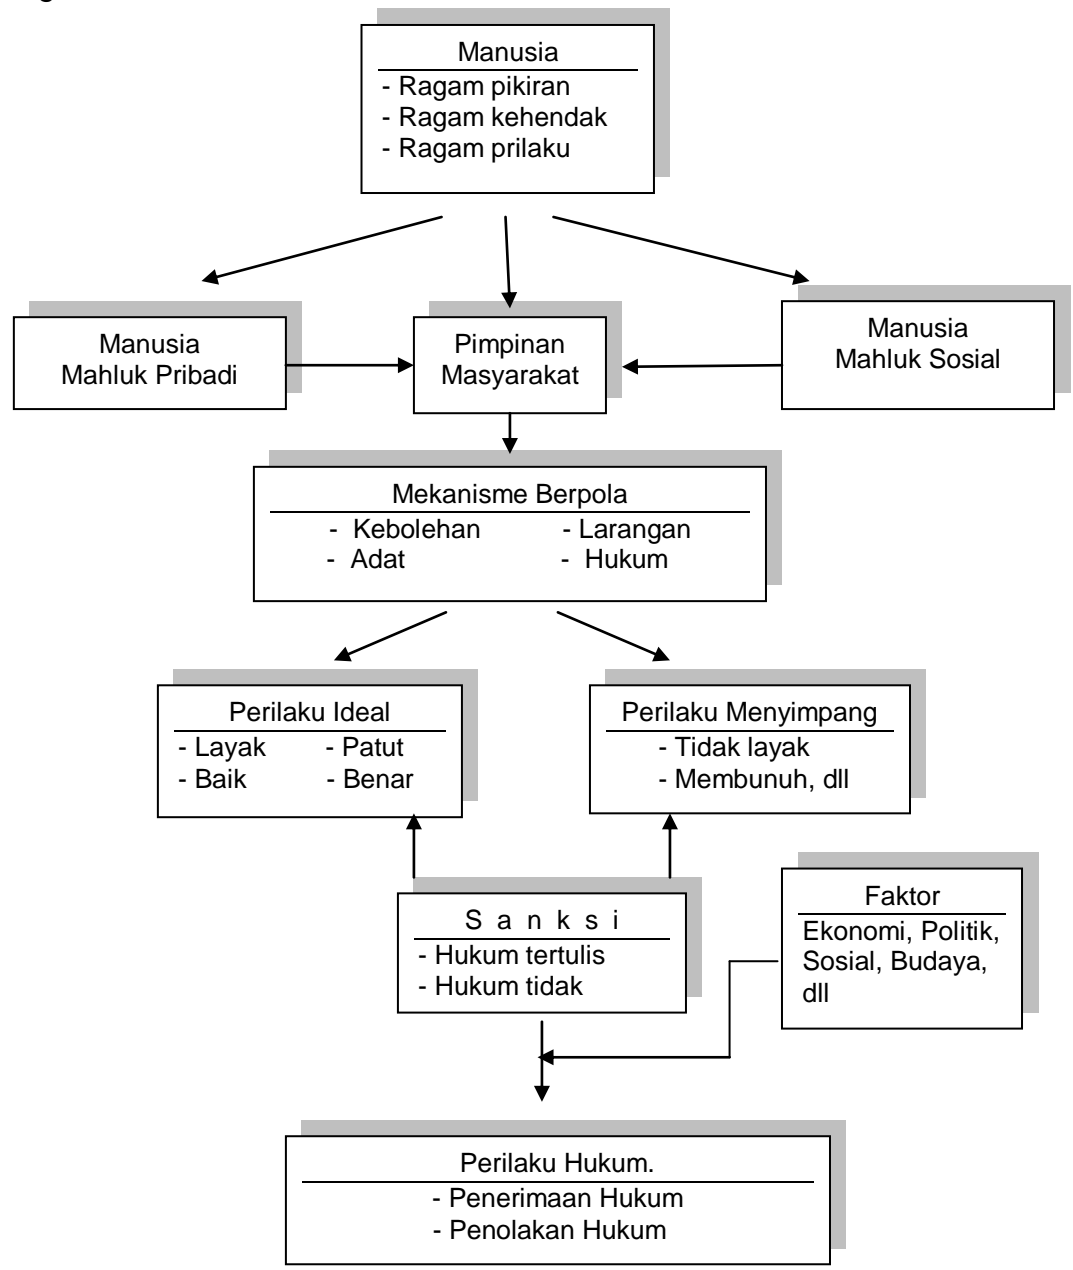 Manusia
- Ragam pikiran
- Ragam kehendak
- Ragam prilaku
Manusia
Mahluk Pribadi
Pimpinan
Masyarakat
Manusia
Mahluk Sosial
Mekanisme Berpola
- Kebolehan - Larangan
- Adat - Hukum
Perilaku Ideal
- Layak - Patut
- Baik - Benar
Perilaku Menyimpang
- Tidak layak
- Membunuh, dll
S a n k s i
- Hukum tertulis
- Hukum tidak
Faktor
Ekonomi, Politik,
Sosial, Budaya,
dll
Perilaku Hukum.
- Penerimaan Hukum
- Penolakan Hukum